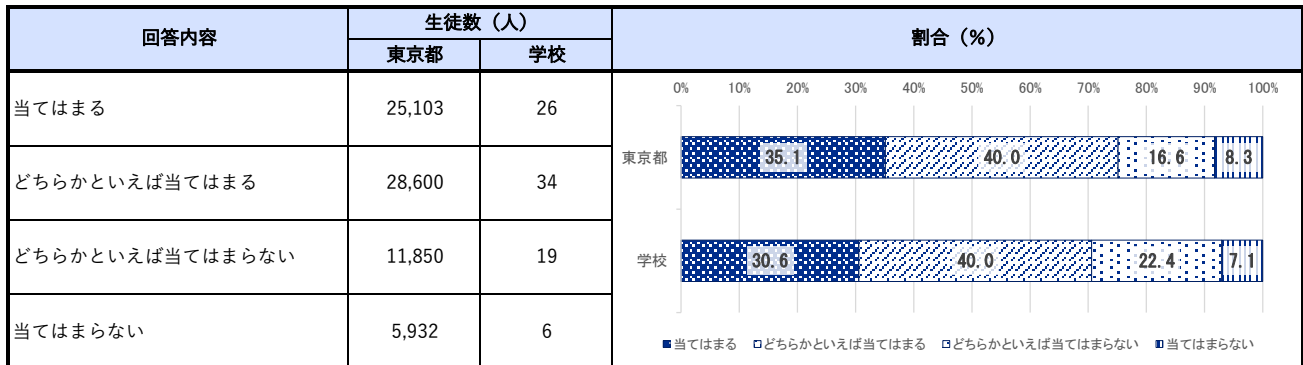 回答内容
生徒数（人）
割合（%）
東京都
学校
当てはまる
25,103
26
どちらかといえば当てはまる
28,600
34
どちらかといえば当てはまらない
11,850
19
当てはまらない
5,932
6
0% 10% 20% 30% 40% 50% 60% 70% 80% 90% 100%
東京都 35.1 40.0 16.6 8.3
学校 30.6 40.0 22.4 7.1
当てはまる どちらかといえば当てはまる どちらかといえば当てはまらない 当てはまらない